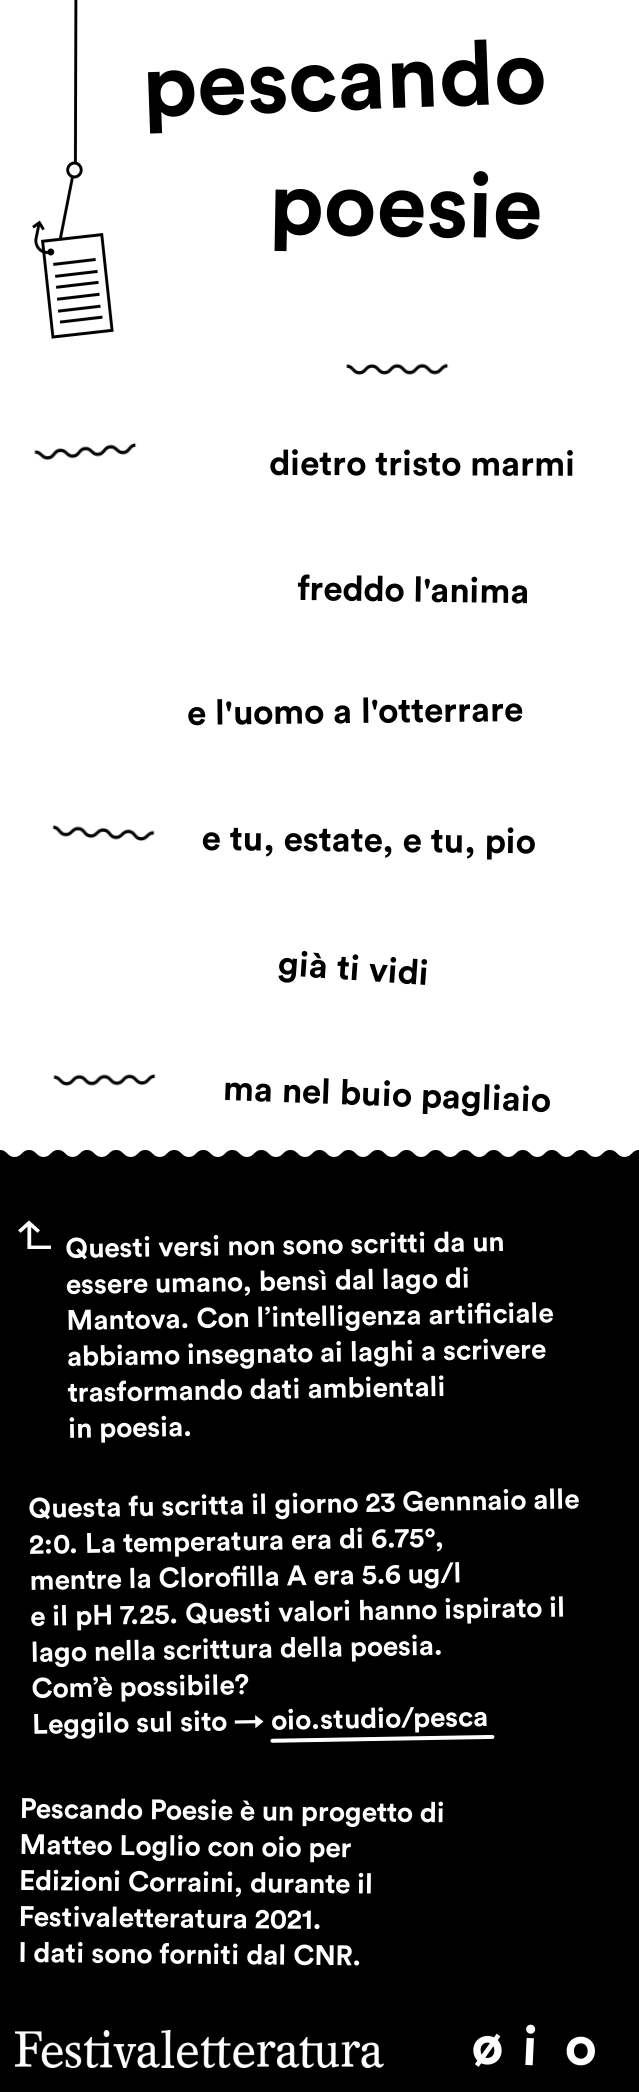 pescando
poesie
dietro tristo marmi
freddo l'anima
e l'uomo a l'otterrare
e tu, estate, e tu, pio
già ti vidi
ma nel buio pagliaio
Questi versi non sono scritti da un
essere umano, bensì dal lago di
Mantova. Con l’intelligenza artificiale
abbiamo insegnato ai laghi a scrivere
trasformando dati ambientali
in poesia.
Questa fu scritta il giorno 23 Gennnaio alle
2:0. La temperatura era di 6.75°,
mentre la Clorofilla A era 5.6 ug/l
e il pH 7.25. Questi valori hanno ispirato il
lago nella scrittura della poesia.
Com’è possibile?
Leggilo sul sito → oio.studio/pesca
Pescando Poesie è un progetto di
Matteo Loglio con oio per
Edizioni Corraini, durante il
Festivaletteratura 2021.
I dati sono forniti dal CNR.
Festivaletteratura ø i o